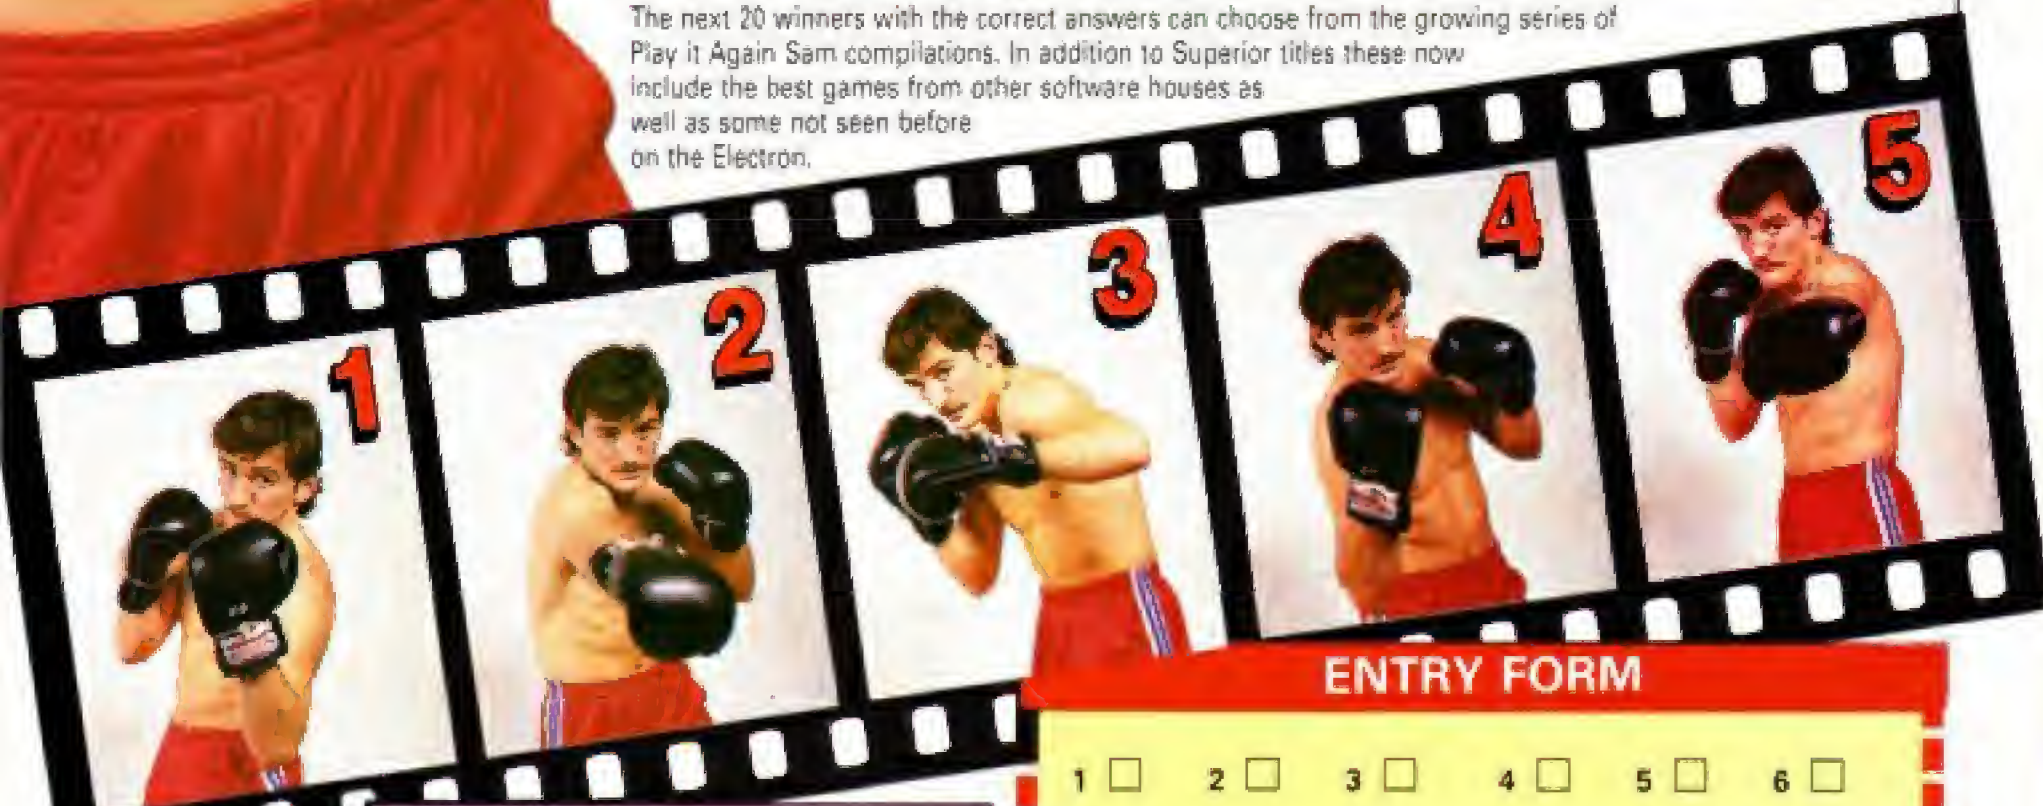 The next 20 winners with the correct answers can choose from the growing series of
Play it Again Sam compilations. In addition to Superior titles these now
include the best games from other software houses as
well as some not seen before
on the Electron.
1
2
3
4
5
ENTRY FORM
1 2 3 4 5 6